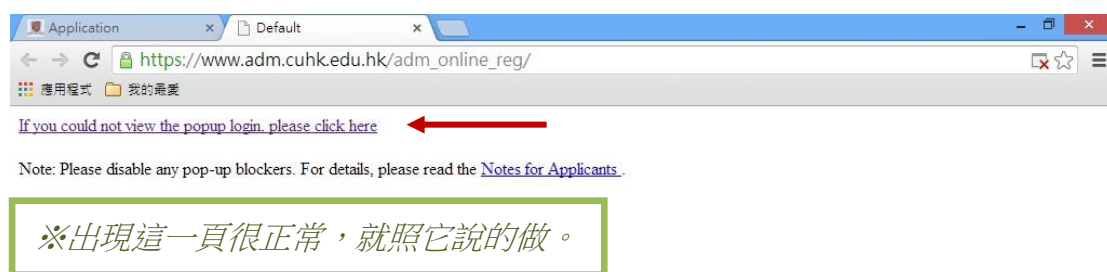 Application
Default
https://www.adm.cuhk.edu.hk/adm_online_reg/
應用程式 我的最愛
If you could not view the popup login, please click here
Note: Please disable any pop-up blockers. For details, please read the Notes for Applicants .
※出現這一頁很正常，就照它說的做。